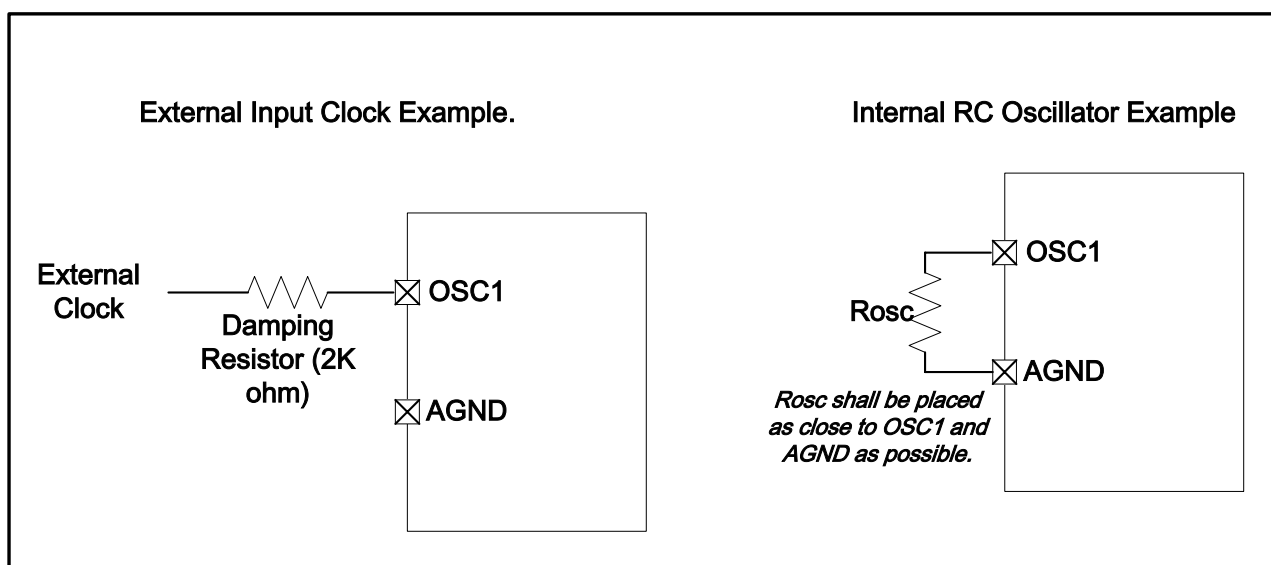 External Input Clock Example.
External
Clock
Damping
Resistor (2K
ohm)
OSC1
AGND
Internal RC Oscillator Example
OSC1
Rosc
AGND
Rosc shall be placed
as close to OSC1 and
AGND as possible.